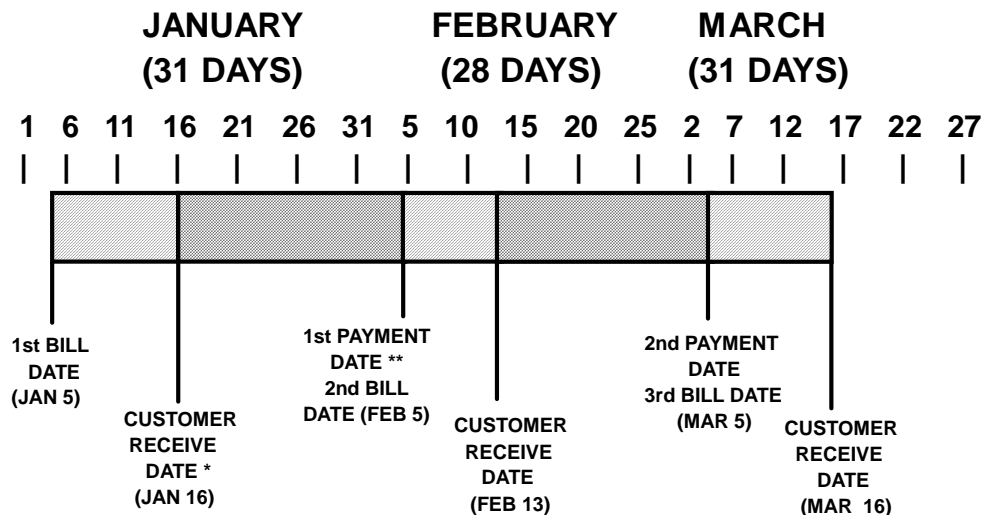 JANUARY
(31 DAYS)
FEBRUARY
(28 DAYS)
MARCH
(31 DAYS)
1 6 11 16 21 26 31 5 10 15 20 25 2 7 12 17 22 27
1st BILL
DATE
(JAN 5)
CUSTOMER
RECEIVE
DATE *
(JAN 16)
1st PAYMENT
DATE **
2nd BILL
DATE (FEB 5)
CUSTOMER
RECEIVE
DATE
(FEB 13)
2nd PAYMENT
DATE
3rd BILL DATE
(MAR 5)
CUSTOMER
RECEIVE
DATE
(MAR 16)